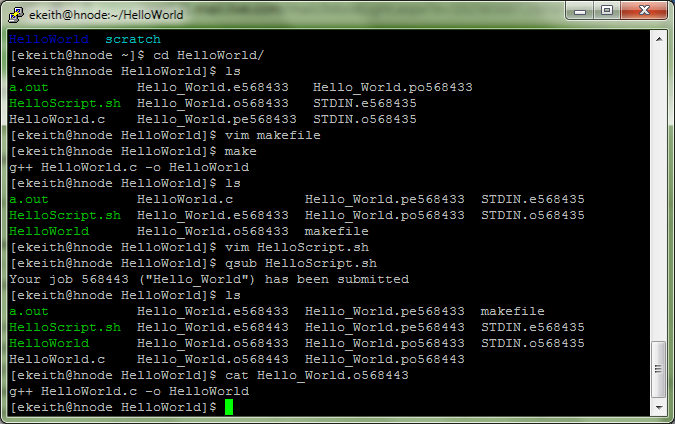 ekeith@hnode:~/HelloWorld
HelloWorld  scratch
[ekeith@hnode ~]$ cd HelloWorld/
[ekeith@hnode HelloWorld]$ ls
a.out           Hello_World.e568433   Hello_World.po568433
HelloScript.sh  Hello_World.o568433   STDIN.e568435
HelloWorld.c    Hello_World.pe568433  STDIN.o568435
[ekeith@hnode HelloWorld]$ vim makefile
[ekeith@hnode HelloWorld]$ make
g++ HelloWorld.c -o HelloWorld
[ekeith@hnode HelloWorld]$ ls
a.out           HelloWorld.c         Hello_World.pe568433  STDIN.e568435
HelloScript.sh  Hello_World.e568433  Hello_World.po568433  STDIN.o568435
HelloWorld      Hello_World.o568433  makefile
[ekeith@hnode HelloWorld]$ vim HelloScript.sh
[ekeith@hnode HelloWorld]$ qsub HelloScript.sh
Your job 568443 ("Hello_World") has been submitted
[ekeith@hnode HelloWorld]$ ls
a.out           Hello_World.e568433  Hello_World.pe568433  makefile
HelloScript.sh  Hello_World.e568443  Hello_World.pe568443  STDIN.e568435
HelloWorld      Hello_World.o568433  Hello_World.po568433  STDIN.o568435
HelloWorld.c    Hello_World.o568443  Hello_World.po568443
[ekeith@hnode HelloWorld]$ cat Hello_World.o568443
g++ HelloWorld.c -o HelloWorld
[ekeith@hnode HelloWorld]$